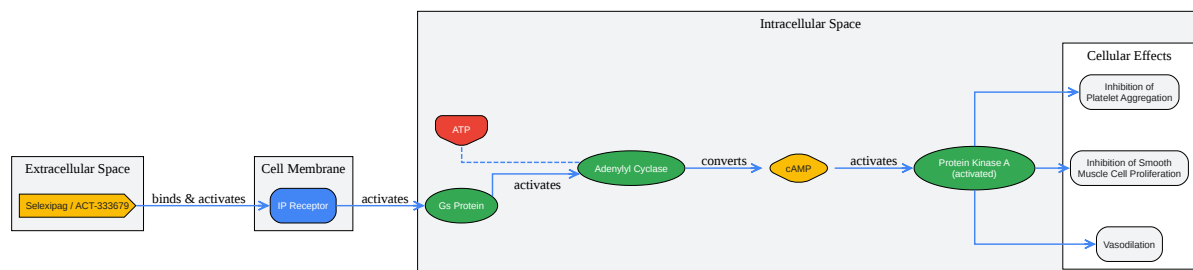 Intracellular Space
Cellular Effects
Inhibition of
Platelet Aggregation
ATP
Extracellular Space
Cell Membrane
Adenylyl Cyclase
converts
cAMP
activates
Protein Kinase A
(activated)
Inhibition of Smooth
Muscle Cell Proliferation
activates
Selexipag / ACT-333679
binds & activates
IP Receptor
activates
Gs Protein
Vasodilation